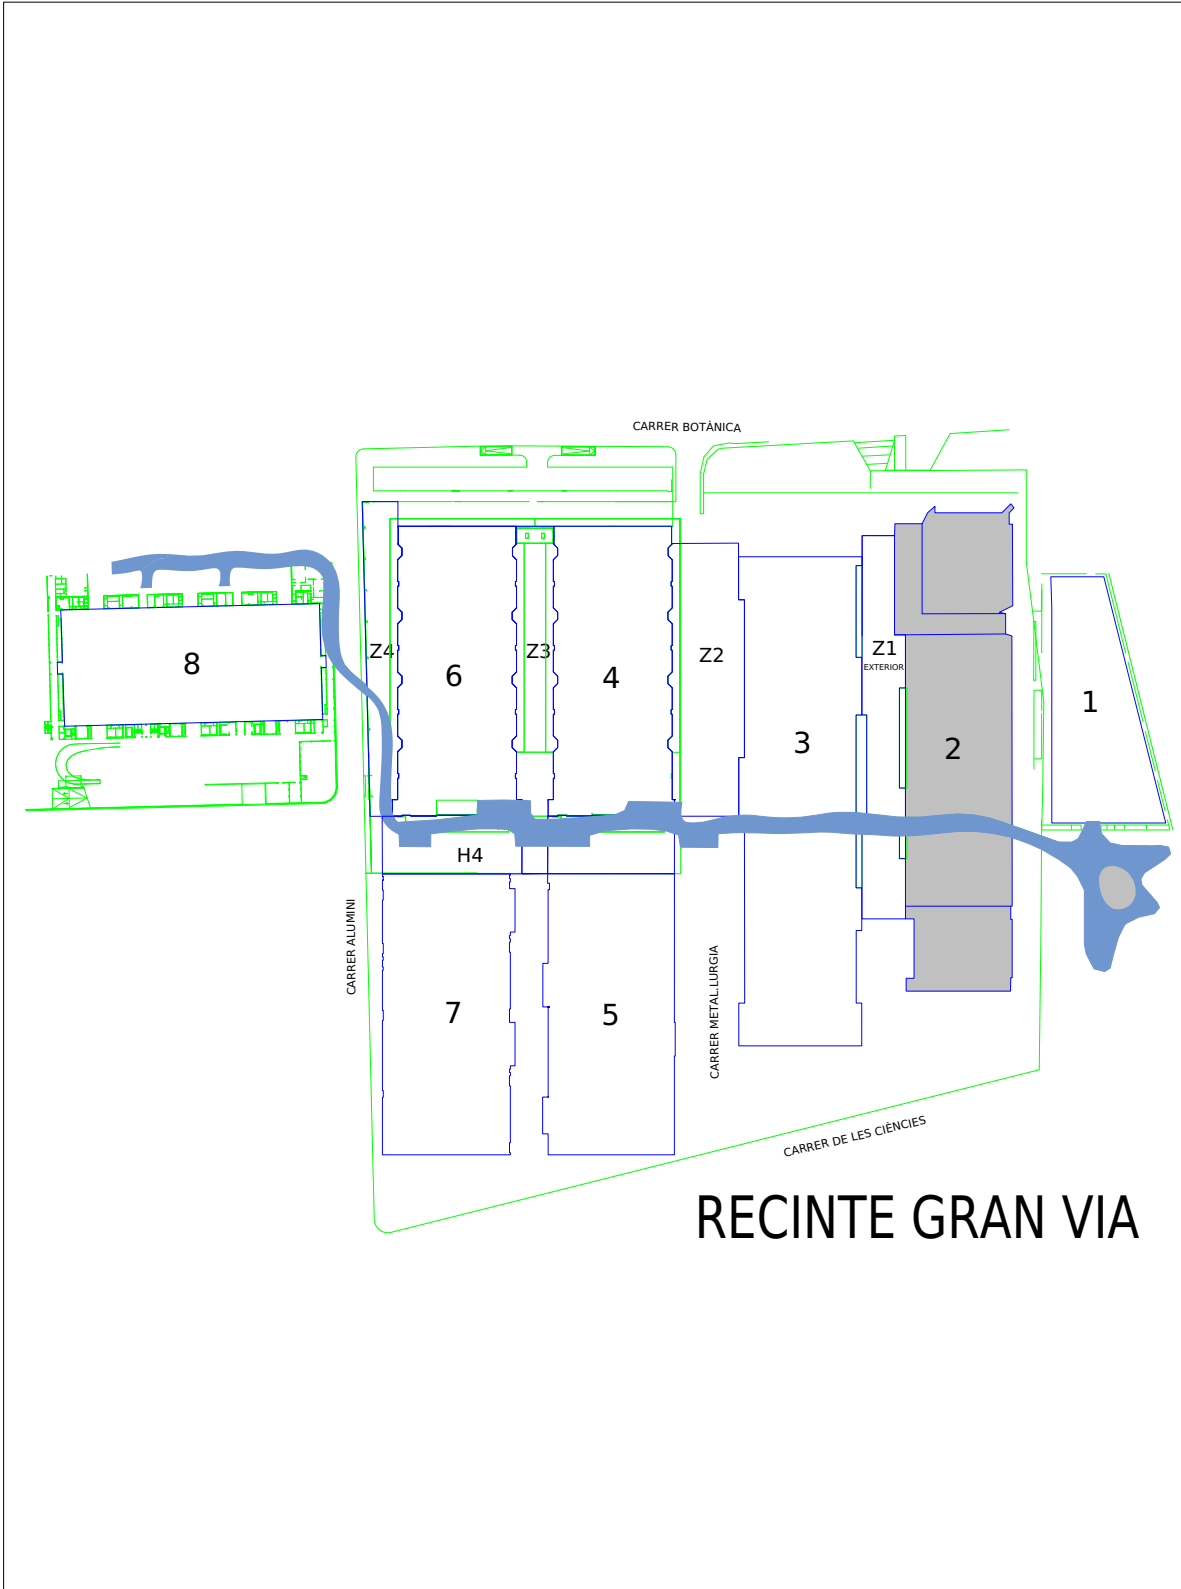 CARRER BOTÀNICA
8
Z4
6
Z3
4
Z2
Z1
EXTERIOR
3
2
1
H4
CARRER ALUMINI
7
5
CARRER METAL.LURGIA
CARRER DE LES CIÈNCIES
RECINTE GRAN VIA